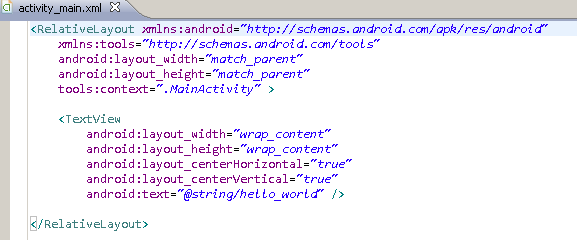 activity_main.xml
<RelativeLayout xmlns:android="http://schemas.android.com/apk/res/android"
    xmlns:tools="http://schemas.android.com/tools"
    android:layout_width="match_parent"
    android:layout_height="match_parent"
    tools:context=".MainActivity" >

    <TextView
        android:layout_width="wrap_content"
        android:layout_height="wrap_content"
        android:layout_centerHorizontal="true"
        android:layout_centerVertical="true"
        android:text="@string/hello_world" />

</RelativeLayout>